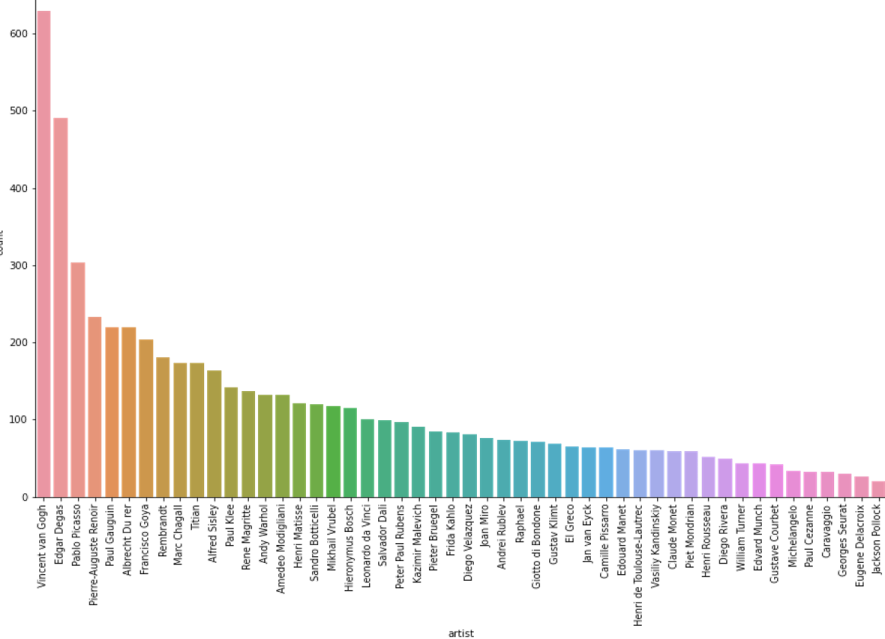 600
500
400
300
200
100
0
count
Vincent van Gogh
Edgar Degas
Pablo Picasso
Pierre-Auguste Renoir
Paul Gauguin
Albrecht Du rer
Francisco Goya
Rembrandt
Marc Chagall
Titian
Alfred Sisley
Paul Klee
Rene Magritte
Andy Warhol
Amedeo Modigliani
Henri Matisse
Sandro Botticelli
Mikhail Vrubel
Hieronymus Bosch
Leonardo da Vinci
Salvador Dali
Peter Paul Rubens
Kazimir Malevich
Pieter Bruegel
Frida Kahlo
Diego Velazquez
Joan Miro
Andrei Rublev
Raphael
Giotto di Bondone
Gustav Klimt
El Greco
Jan van Eyck
Camille Pissarro
Edouard Manet
Henri de Toulouse-Lautrec
Vasiliy Kandinskiy
Claude Monet
Piet Mondrian
Henri Rousseau
Diego Rivera
William Turner
Edvard Munch
Gustave Courbet
Michelangelo
Paul Cezanne
Caravaggio
Georges Seurat
Eugene Delacroix
Jackson Pollock
artist